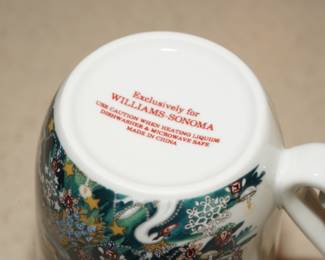 Exclusively for
WILLIAMS-SONOMA
USE CAUTION WHEN HEATING LIQUIDS
DISHWASHER & MICROWAVE SAFE
MADE IN CHINA